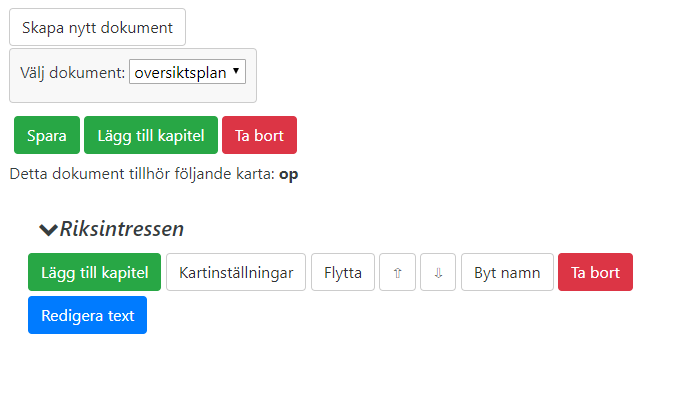 Skapa nytt dokument
Välj dokument: oversiktsplan
Spara Lägg till kapitel Ta bort
Detta dokument tillhör följande karta: op
Riksintressen
Lägg till kapitel Kartinställningar Flytta ⇧ ⇩ Byt namn Ta bort
Redigera text